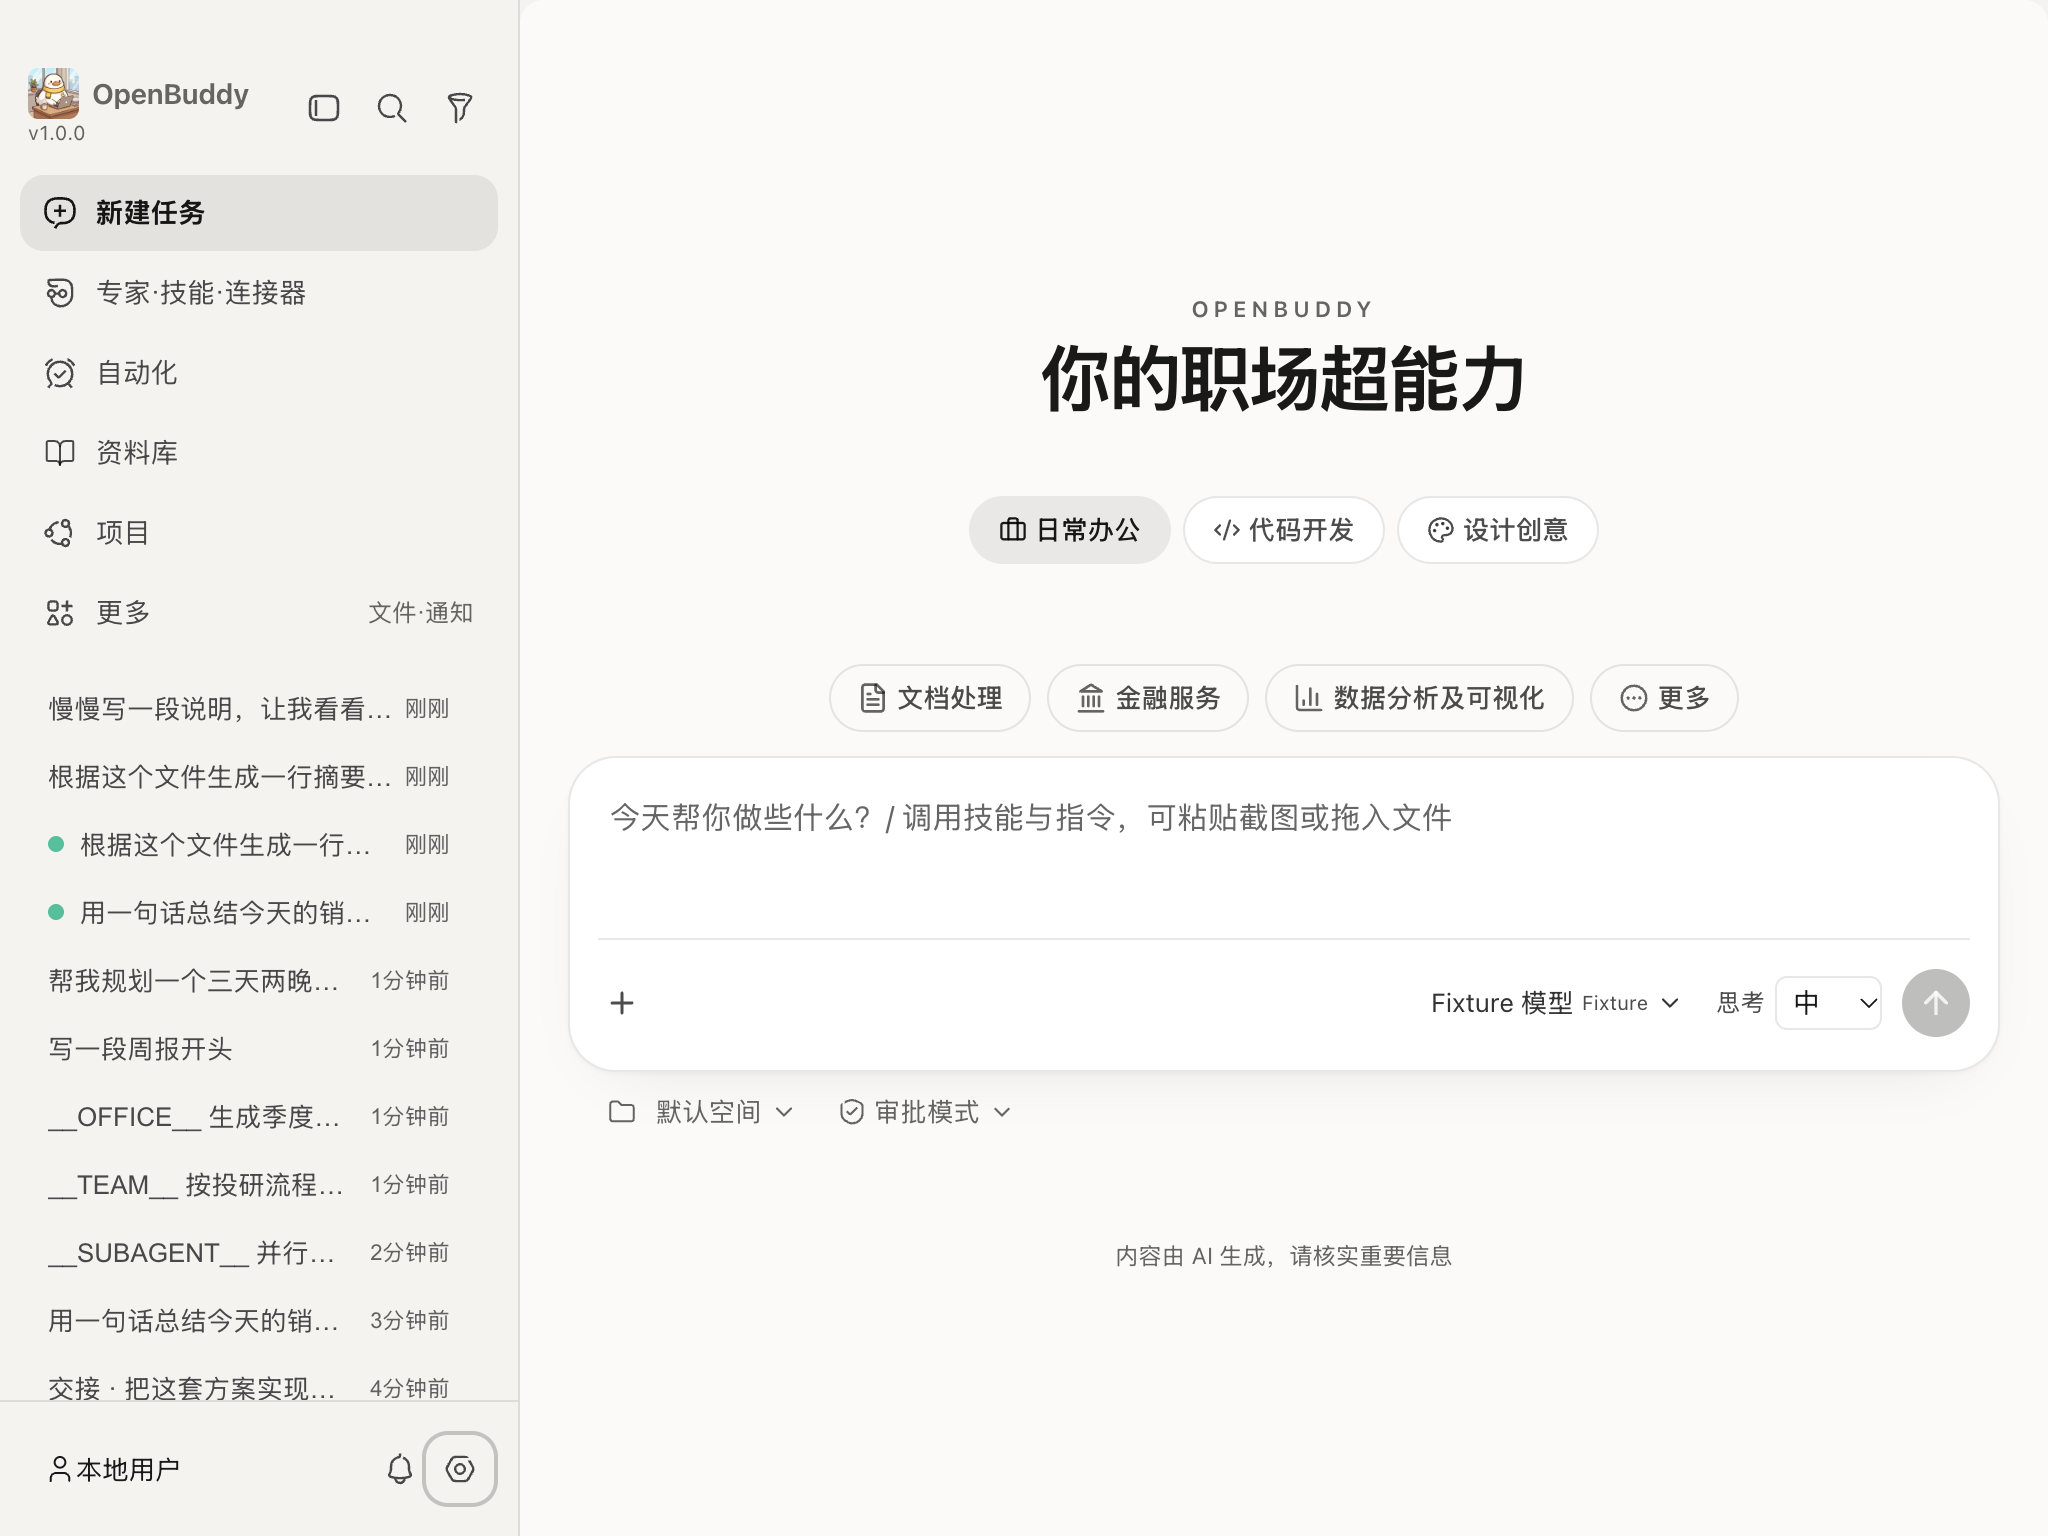 OpenBuddy
v1.0.0
新建任务
专家·技能·连接器
自动化
资料库
项目
更多 文件·通知
慢慢写一段说明，让我看看… 刚刚
根据这个文件生成一行摘要… 刚刚
根据这个文件生成一行… 刚刚
用一句话总结今天的销… 刚刚
帮我规划一个三天两晚… 1分钟前
写一段周报开头 1分钟前
__OFFICE__ 生成季度… 1分钟前
__TEAM__ 按投研流程… 1分钟前
__SUBAGENT__ 并行… 2分钟前
用一句话总结今天的销… 3分钟前
交接 · 把这套方案实现… 4分钟前
本地用户
OPENBUDDY
你的职场超能力
日常办公 代码开发 设计创意
文档处理 金融服务 数据分析及可视化 更多
今天帮你做些什么？/ 调用技能与指令，可粘贴截图或拖入文件
Fixture 模型 Fixture 思考 中
默认空间 审批模式
内容由 AI 生成，请核实重要信息